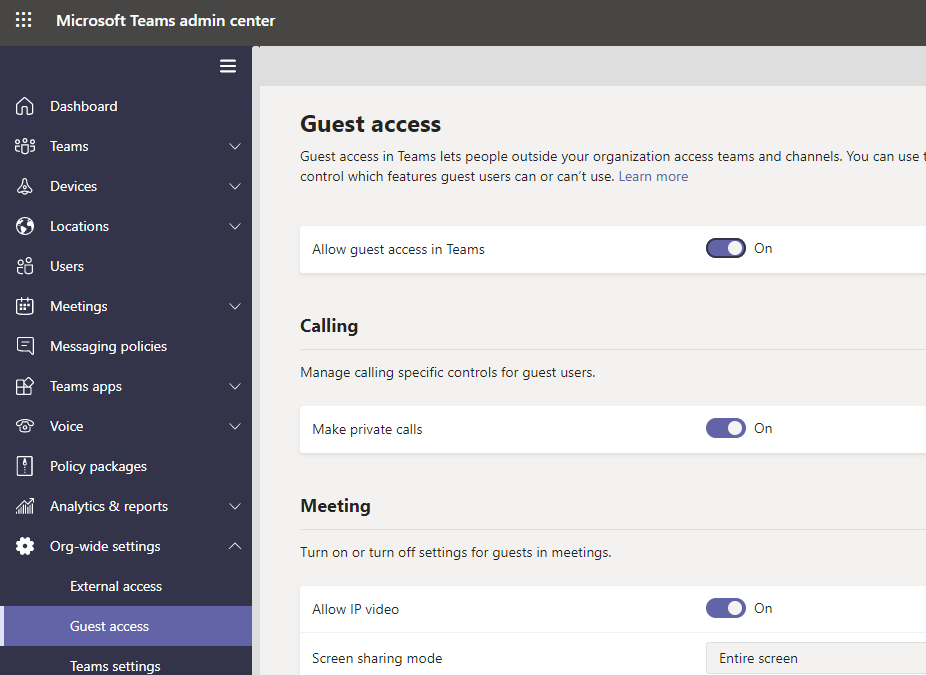 Microsoft Teams admin center
Dashboard
Teams
Devices
Locations
Users
Meetings
Messaging policies
Teams apps
Voice
Policy packages
Analytics & reports
Org-wide settings
External access
Guest access
Teams settings
Guest access
Guest access in Teams lets people outside your organization access teams and channels. You can use
control which features guest users can or can't use. Learn more
Allow guest access in Teams
On
Calling
Manage calling specific controls for guest users.
Make private calls
On
Meeting
Turn on or turn off settings for guests in meetings.
Allow IP video
On
Screen sharing mode
Entire screen